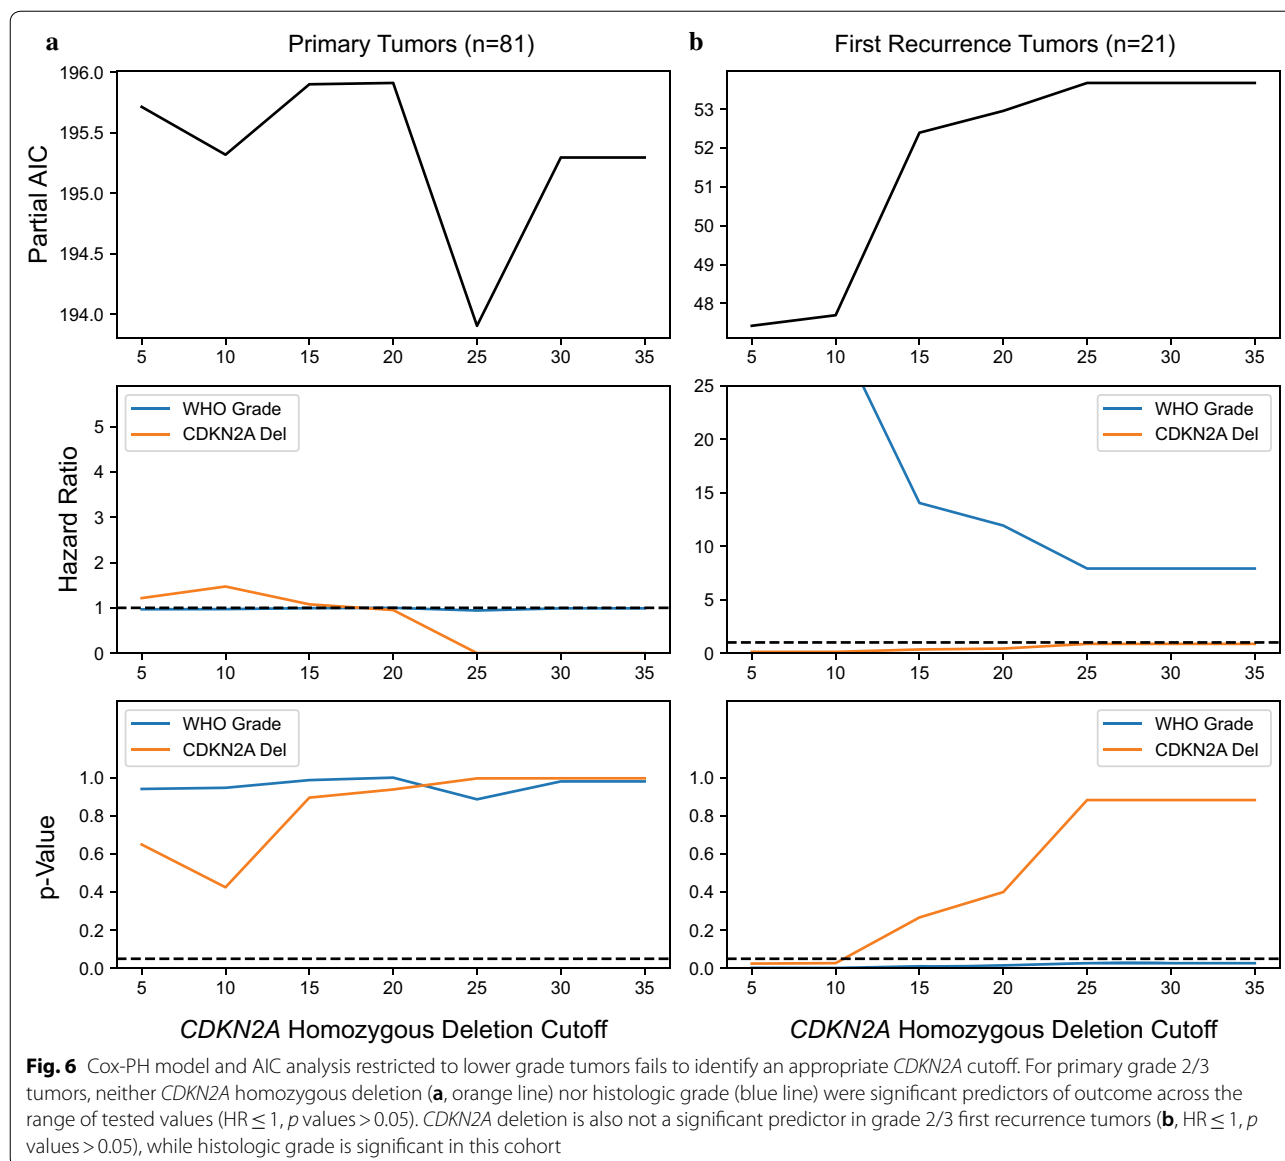 a Primary Tumors (n=81)
196.0
195.5
195.0
194.5
194.0
Partial AIC
5 10 15 20 25 30 35
WHO Grade
CDKN2A Del
5
4
3
2
1
0
Hazard Ratio
5 10 15 20 25 30 35
WHO Grade
CDKN2A Del
1.0
0.8
0.6
0.4
0.2
0.0
p-Value
5 10 15 20 25 30 35
CDKN2A Homozygous Deletion Cutoff
b First Recurrence Tumors (n=21)
53
52
51
50
49
48
5 10 15 20 25 30 35
25
20
15
10
5
0
WHO Grade
CDKN2A Del
5 10 15 20 25 30 35
WHO Grade
CDKN2A Del
1.0
0.8
0.6
0.4
0.2
0.0
5 10 15 20 25 30 35
CDKN2A Homozygous Deletion Cutoff
Fig. 6 Cox-PH model and AIC analysis restricted to lower grade tumors fails to identify an appropriate CDKN2A cutoff. For primary grade 2/3
tumors, neither CDKN2A homozygous deletion (a, orange line) nor histologic grade (blue line) were significant predictors of outcome across the
range of tested values (HR ≤ 1, p values > 0.05). CDKN2A deletion is also not a significant predictor in grade 2/3 first recurrence tumors (b, HR ≤ 1, p
values > 0.05), while histologic grade is significant in this cohort